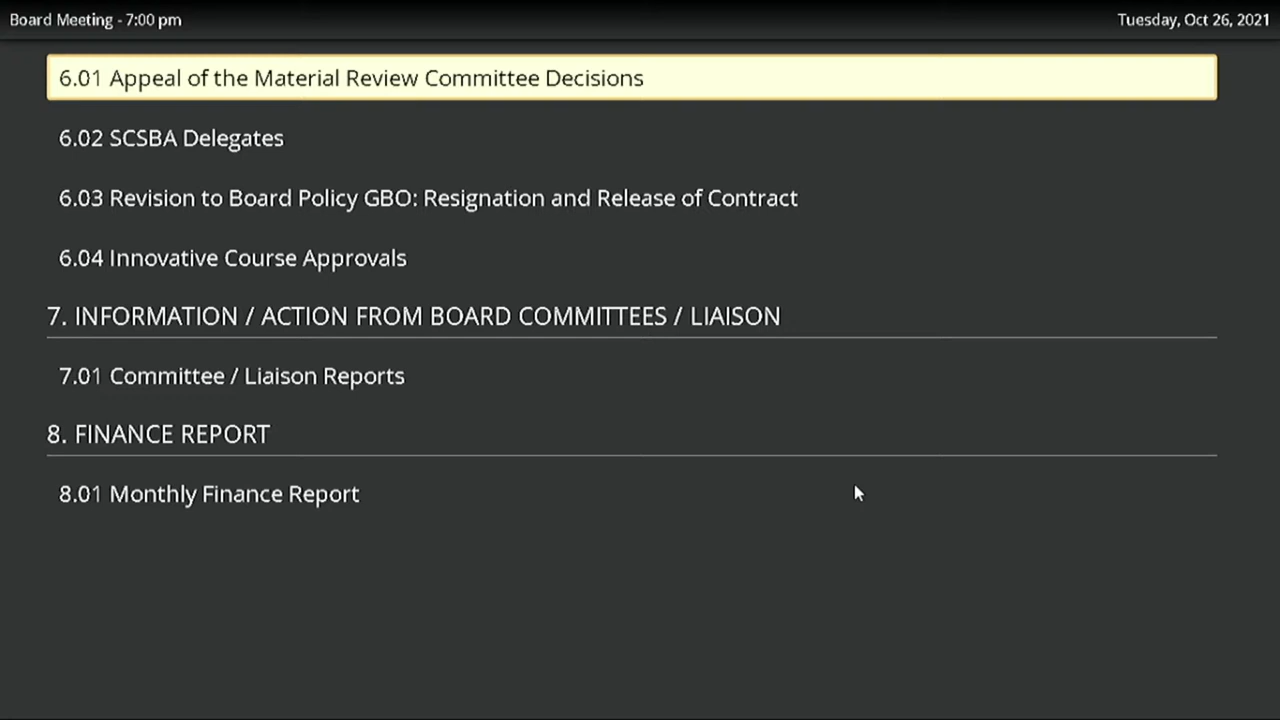 Board Meeting - 7:00 pm
Tuesday, Oct 26, 2021
6.01 Appeal of the Material Review Committee Decisions
6.02 SCSBA Delegates
6.03 Revision to Board Policy GBO: Resignation and Release of Contract
6.04 Innovative Course Approvals
7. INFORMATION / ACTION FROM BOARD COMMITTEES / LIAISON
7.01 Committee / Liaison Reports
8. FINANCE REPORT
8.01 Monthly Finance Report